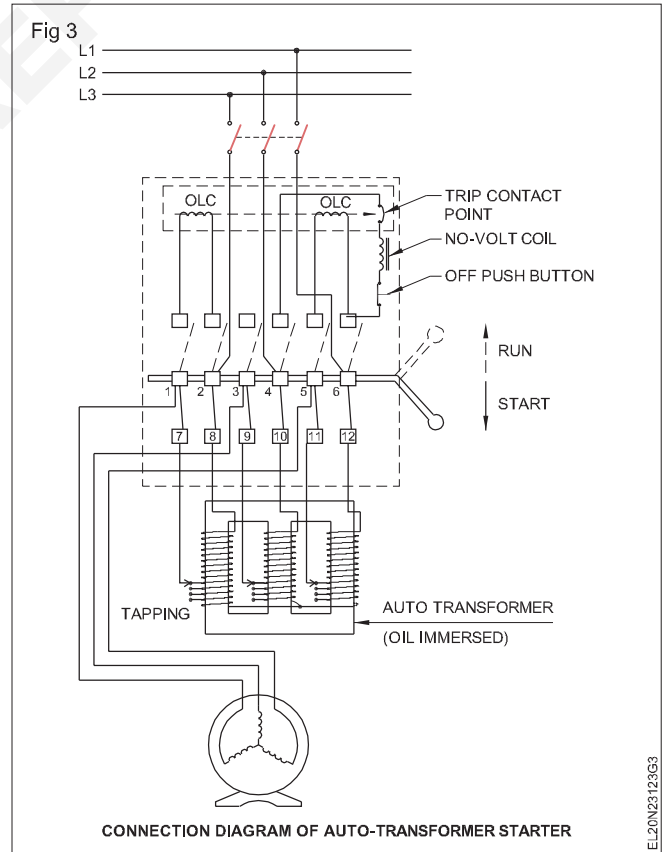 Fig 3
L1
L2
L3
OLC OLC
TRIP CONTACT
POINT
NO-VOLT COIL
OFF PUSH BUTTON
RUN
START
1 2 3 4 5 6
7 8 9 10 11 12
TAPPING
AUTO TRANSFORMER
(OIL IMMERSED)
CONNECTION DIAGRAM OF AUTO-TRANSFORMER STARTER
EL20N23123G3